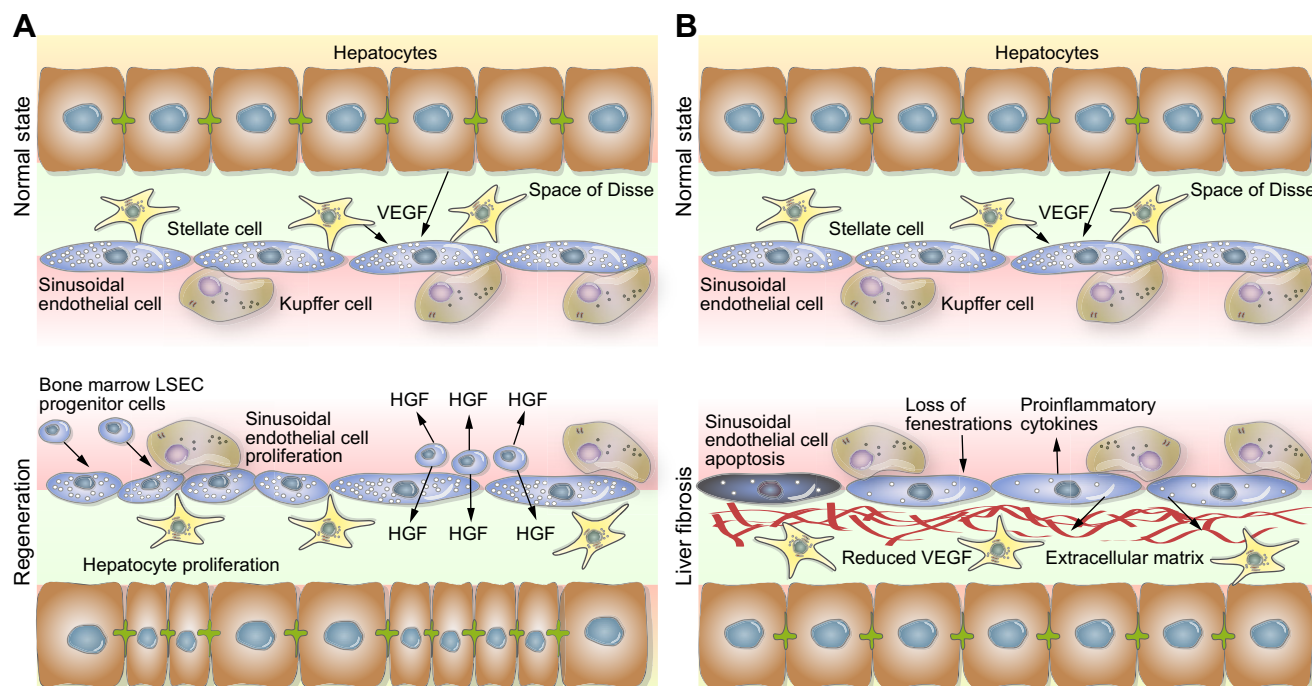 A
Hepatocytes
Normal state
VEGF
Space of Disse
Stellate cell
Sinusoidal
endothelial cell
Kupffer cell
Bone marrow LSEC
progenitor cells
Sinusoidal
endothelial cell
proliferation
HGF
HGF
HGF
HGF
HGF
HGF
Regeneration
Hepatocyte proliferation
B
Hepatocytes
Normal state
VEGF
Space of Disse
Stellate cell
Sinusoidal
endothelial cell
Kupffer cell
Sinusoidal
endothelial cell
apoptosis
Loss of
fenestrations
Proinflammatory
cytokines
Liver fibrosis
Reduced VEGF
Extracellular matrix